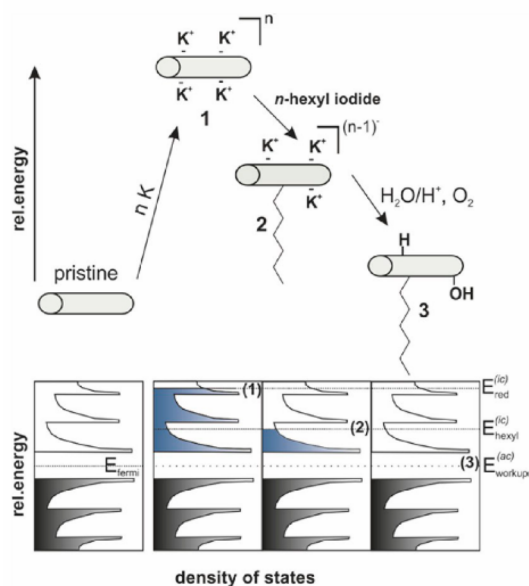 n
K⁺ K⁺
- -
- -
K⁺ K⁺
1
n-hexyl iodide
(n-1)⁻
K⁺ K⁺
- -
-
K⁺
2
H₂O/H⁺, O₂
n K
rel.energy
pristine
H
OH
3
(1)
E_red^(ic)
(2)
E_hexyl^(ic)
E_fermi
(3)
E_workup^(ac)
rel.energy
density of states